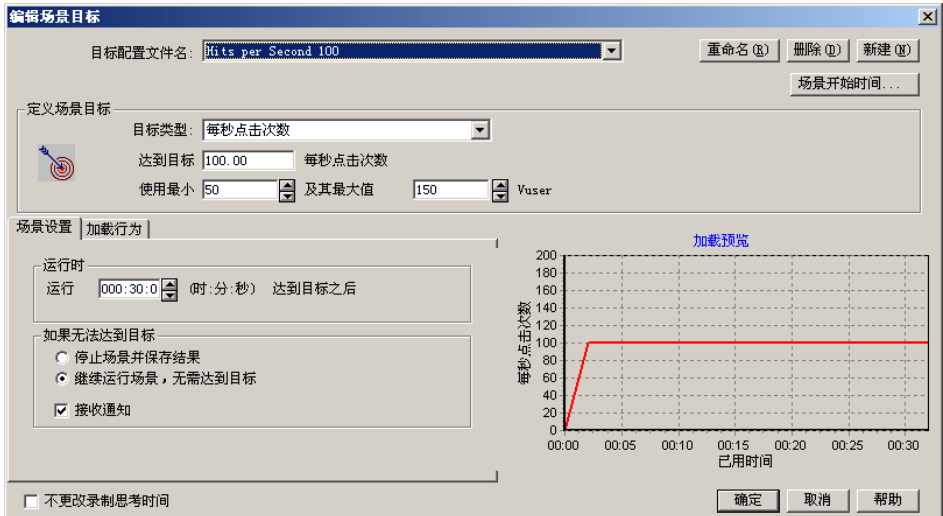 编辑场景目标
目标配置文件名: Hits per Second 100 重命名(R) 删除(D) 新建(N)
场景开始时间...
定义场景目标
目标类型: 每秒点击次数
达到目标 100.00 每秒点击次数
使用最小 50 及其最大值 150 Vuser
场景设置 加载行为
运行时
运行 000:30:0 (时:分:秒) 达到目标之后
如果无法达到目标
停止场景并保存结果
继续运行场景,无需达到目标
接收通知
加载预览
每秒点击次数
200
180
160
140
120
100
80
60
40
20
0
00:00 00:05 00:10 00:15 00:20 00:25 00:30
已用时间
不更改录制思考时间
确定 取消 帮助